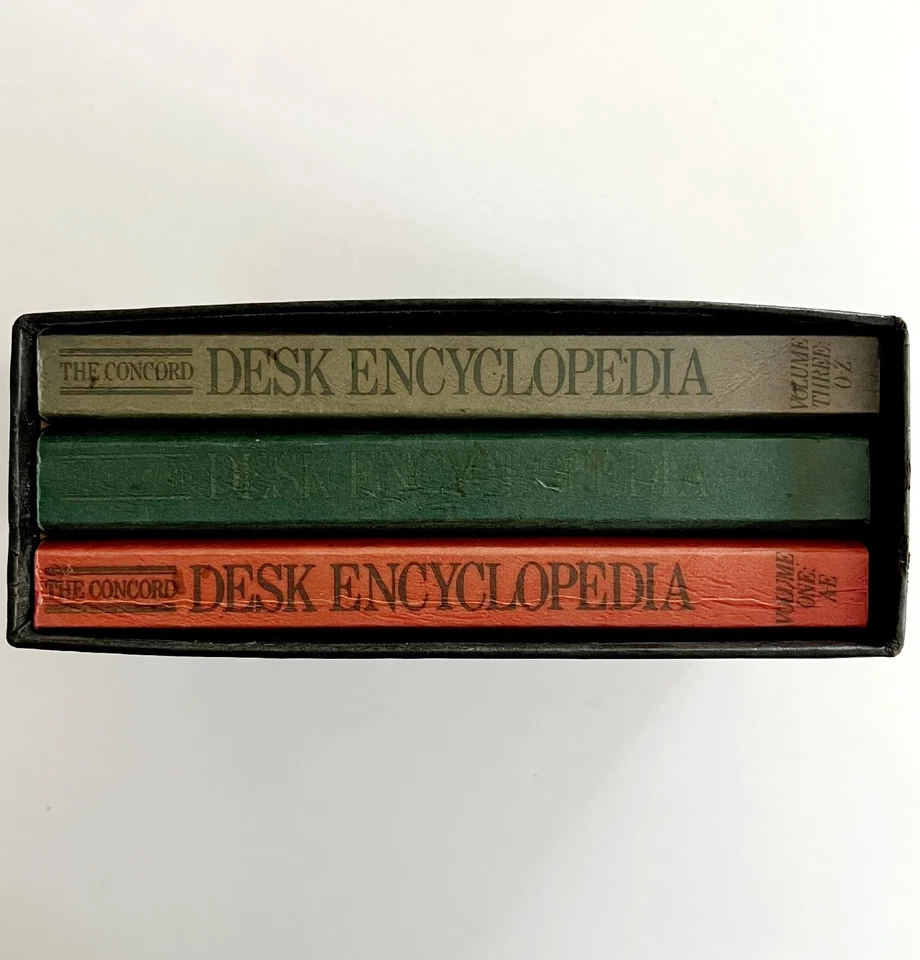 THE CONCORD
DESK ENCYCLOPEDIA
VOLUME
THREE:
O-Z
DESK ENCYCLOPEDIA
THE CONCORD
DESK ENCYCLOPEDIA
VOLUME
ONE:
A-E